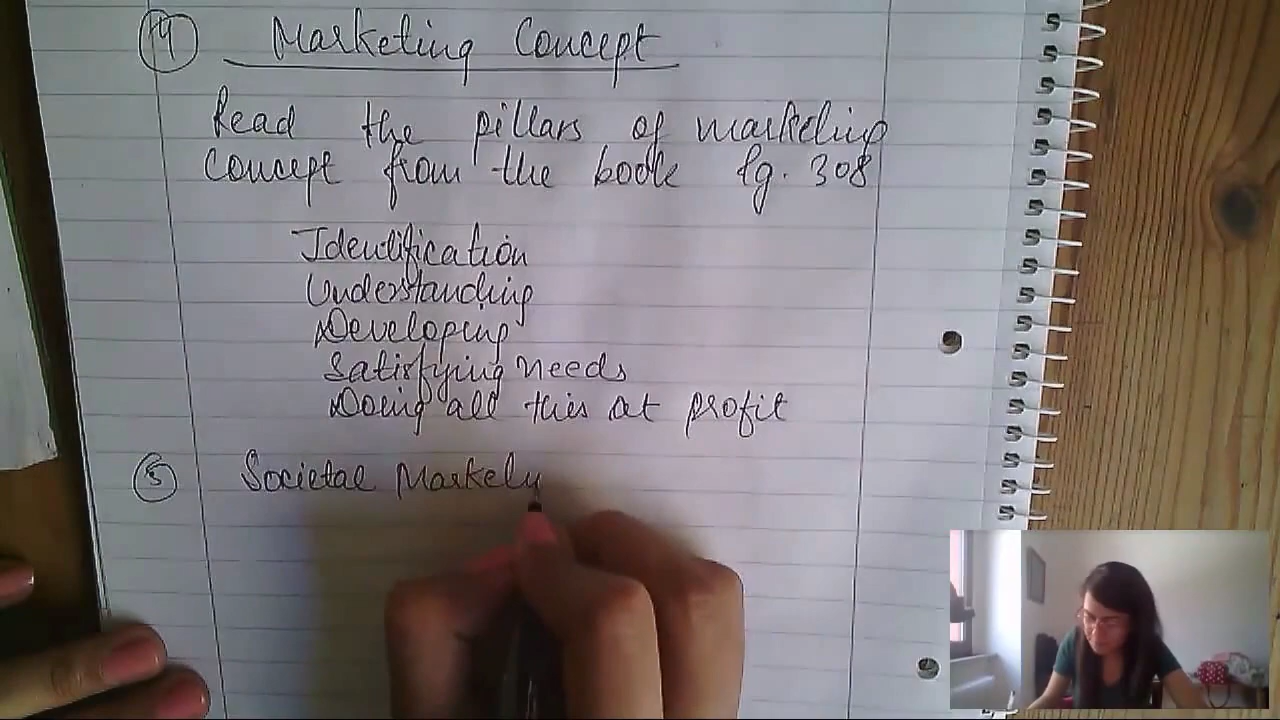 4 Marketing Concept
Read the pillars of marketing
concept from the book Pg. 308
Identification
Understanding
Developing
Satisfying needs
Doing all this at profit
5 Societal Marketin